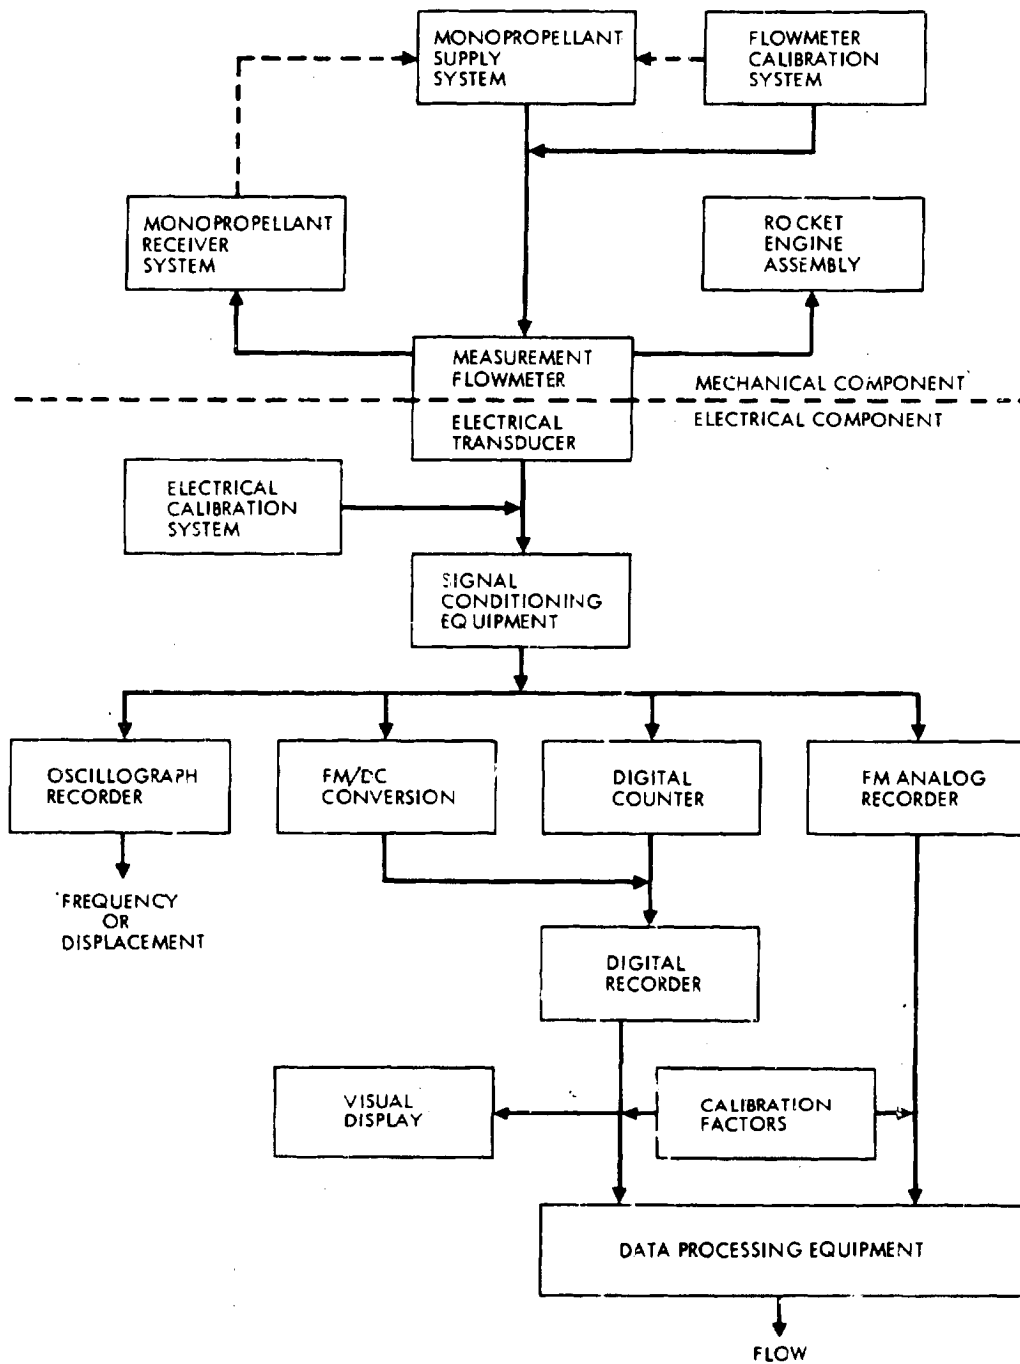 MONOPROPELLANT
SUPPLY
SYSTEM
FLOWMETER
CALIBRATION
SYSTEM
MONOPROPELLANT
RECEIVER
SYSTEM
ROCKET
ENGINE
ASSEMBLY
MEASUREMENT
FLOWMETER
MECHANICAL COMPONENT
ELECTRICAL COMPONENT
ELECTRICAL
TRANSDUCER
ELECTRICAL
CALIBRATION
SYSTEM
SIGNAL
CONDITIONING
EQUIPMENT
OSCILLOGRAPH
RECORDER
FM/DC
CONVERSION
DIGITAL
COUNTER
FM ANALOG
RECORDER
FREQUENCY
OR
DISPLACEMENT
DIGITAL
RECORDER
VISUAL
DISPLAY
CALIBRATION
FACTORS
DATA PROCESSING EQUIPMENT
FLOW